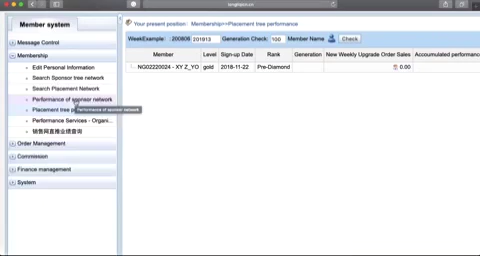 Member system
Message Control
Membership
Edit Personal Information
Search Sponsor tree network
Search Placement Network
Performance of sponsor network
Placement tree p
Performance of sponsor network
Performance Services - Organi...
销售网直推业绩查询
Order Management
Commission
Finance management
System
Your present position : Membership>>Placement tree performance
WeekExample : 200808 201913 Generation Check: 100 Member Name Check
Member Level Sign-up Date Rank Generation New Weekly Upgrade Order Sales Accoumulated performance
NG02220024 - XY Z_YO gold 2018-11-22 Pre-Diamond 0.00